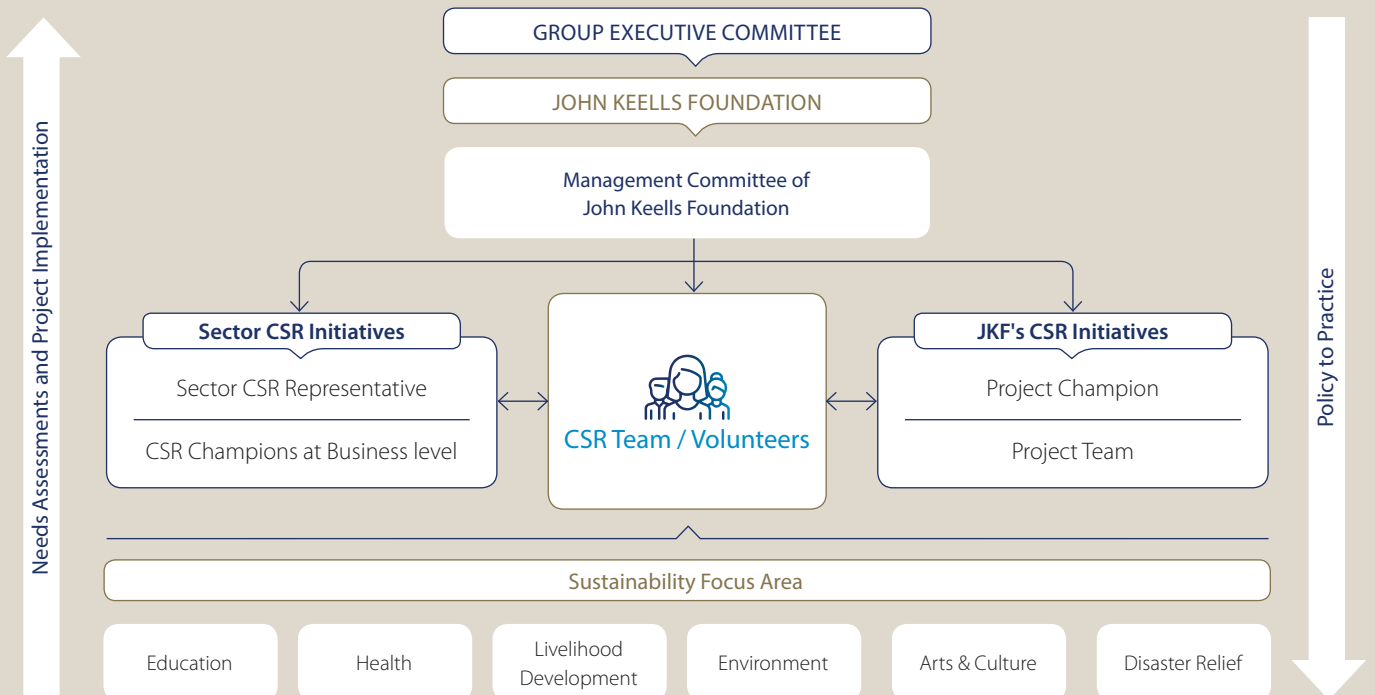 GROUP EXECUTIVE COMMITTEE
JOHN KEELLS FOUNDATION
Management Committee of
John Keells Foundation
Needs Assessments and Project Implementation
Policy to Practice
Sector CSR Initiatives
Sector CSR Representative
CSR Champions at Business level
CSR Team / Volunteers
JKF's CSR Initiatives
Project Champion
Project Team
Sustainability Focus Area
Education
Health
Livelihood
Development
Environment
Arts & Culture
Disaster Relief